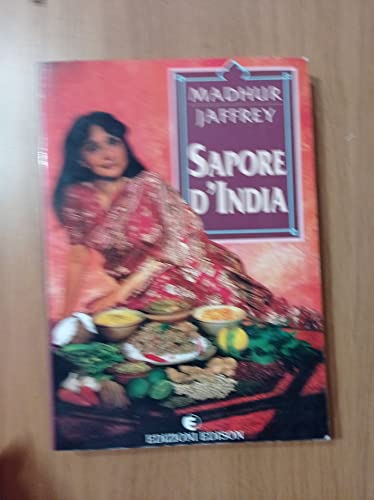 MADHUR
JAFFREY
SAPORE
D'INDIA
E
EDIZIONI EDISON